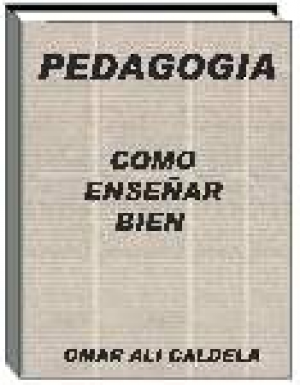 PEDAGOGIA
COMO
ENSEÑAR
BIEN
OMAR ALI CALDELA